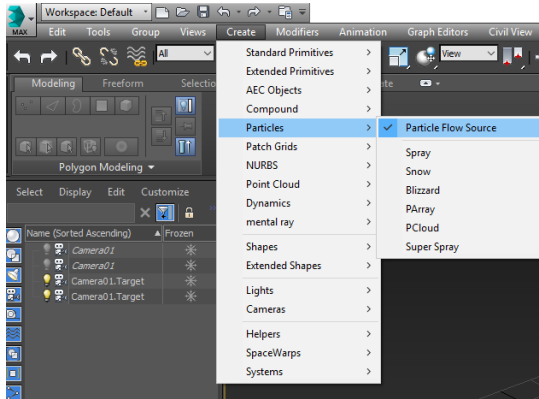 Workspace: Default
MAX Edit Tools Group Views Create Modifiers Animation Graph Editors Civil View
All View
Modeling Freeform Selectio
Polygon Modeling
Select Display Edit Customize
Name (Sorted Ascending) Frozen
Camera01
Camera01
Camera01.Target
Camera01.Target
Standard Primitives
Extended Primitives
AEC Objects
Compound
Particles
Patch Grids
NURBS
Point Cloud
Dynamics
mental ray
Shapes
Extended Shapes
Lights
Cameras
Helpers
SpaceWarps
Systems
Particle Flow Source
Spray
Snow
Blizzard
PArray
PCloud
Super Spray